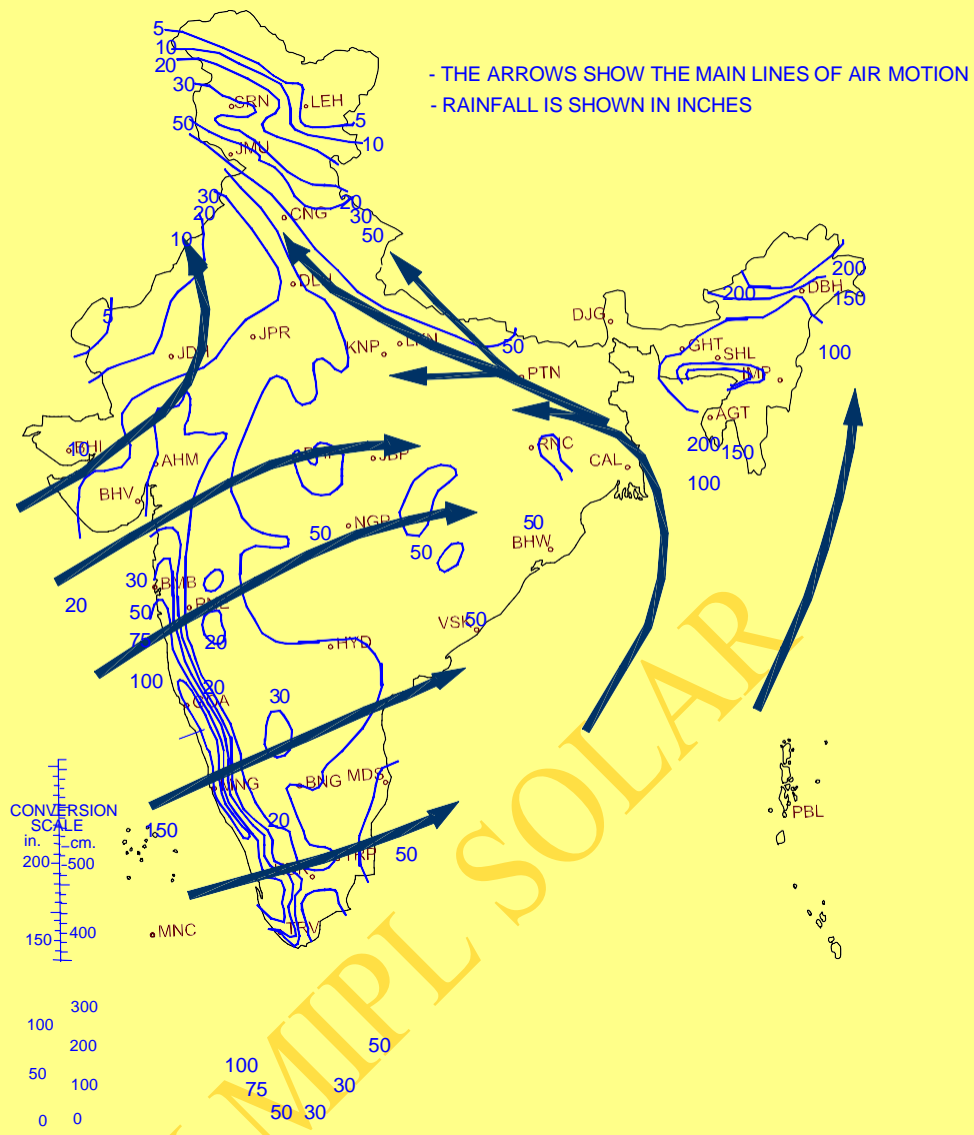 - THE ARROWS SHOW THE MAIN LINES OF AIR MOTION
- RAINFALL IS SHOWN IN INCHES
5
10
20
30
SRN
LEH
50
5
10
JMU
30
20
20
CNG
30
10
50
200
DLH
200
DBH
150
5
DJG
JPR
KNP
LKN
50
GHT
100
JDH
SHL
PTN
IMP
AGT
10
BHL
RNC
200
150
AHM
JBP
CAL
100
BHV
50
NGP
50
50
BHW
30
BMB
20
50
VSK
50
75
20
HYD
100
20
30
GOA
MNG
BNG
MDS
CONVERSION
SCALE
in.
cm.
20
PBL
150
50
TRP
200
500
TRV
MNC
150
400
300
100
200
50
100
75
50
100
30
0
0
50
30
MIPL SOLAR